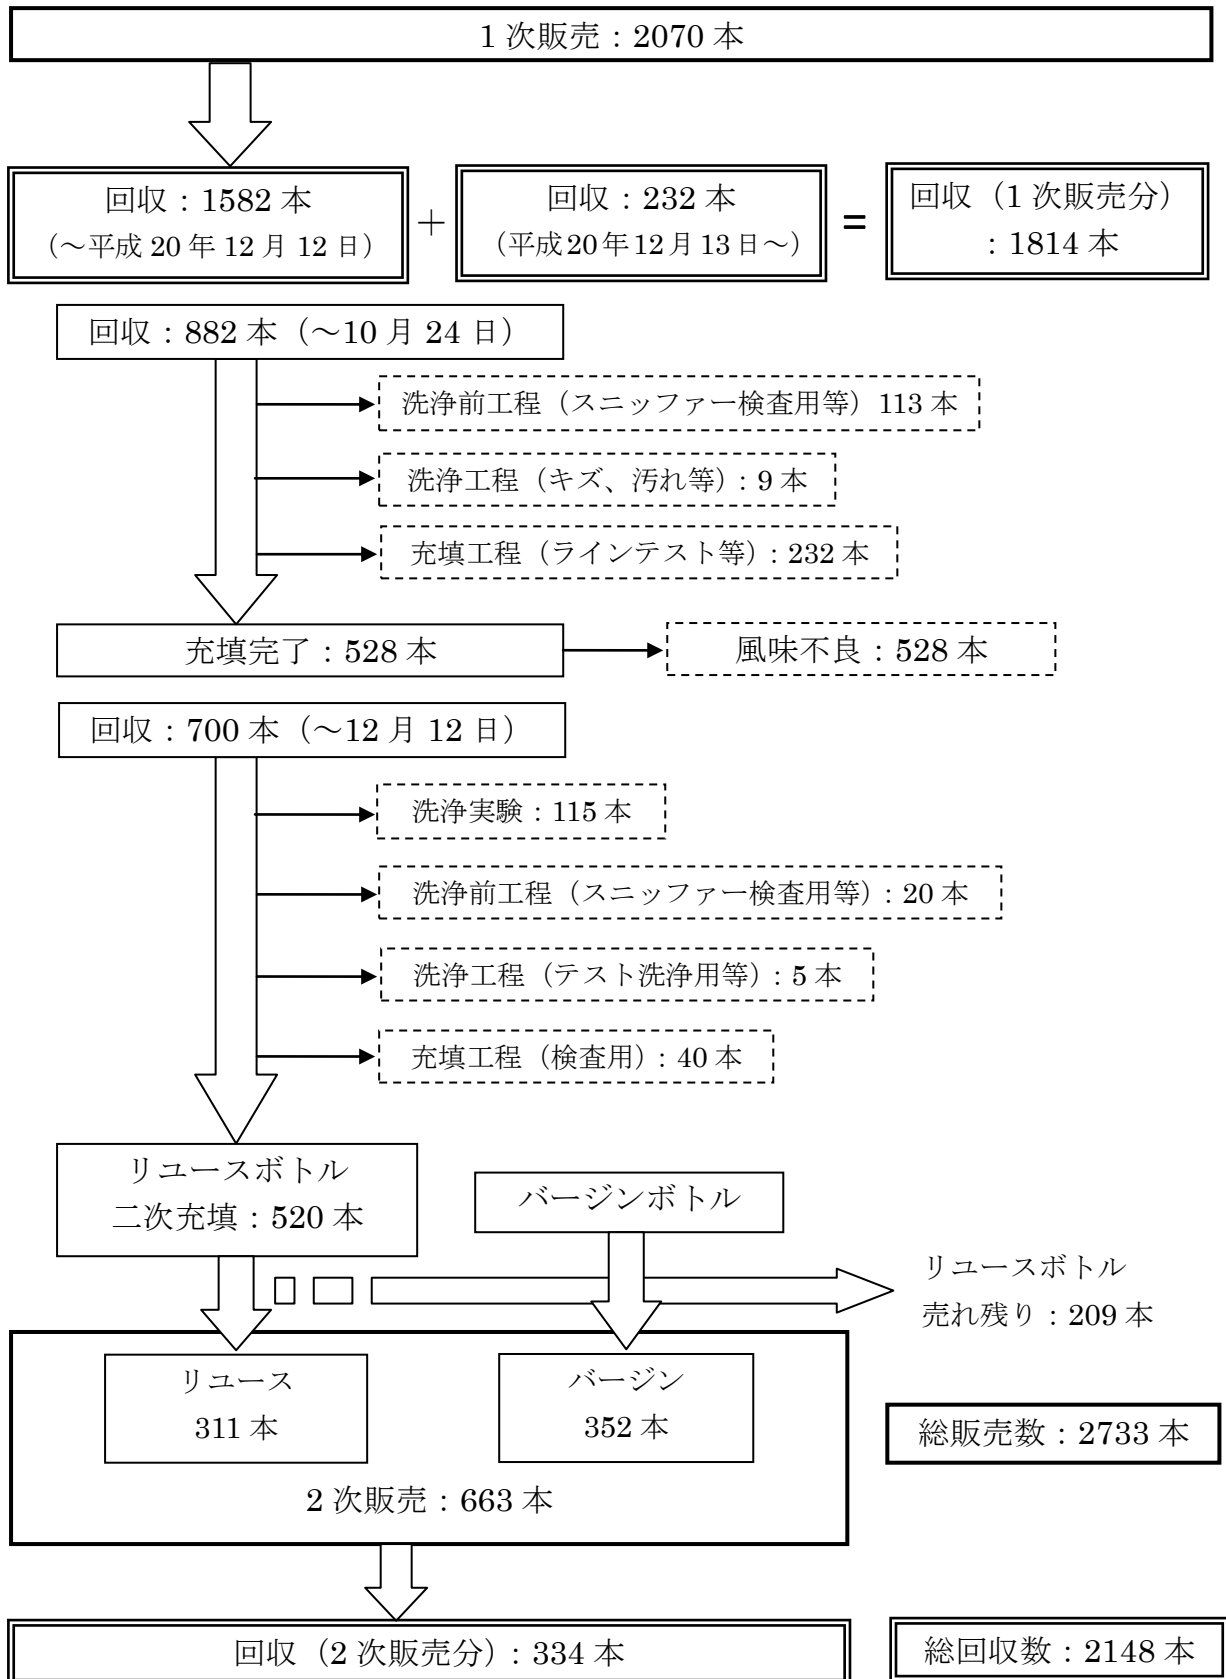 1 次販売：2070 本
回収：1582 本
（～平成 20 年 12 月 12 日）
＋
回収：232 本
（平成 20 年 12 月 13 日～）
=
回収（1 次販売分）
：1814 本
回収：882 本（～10 月 24 日）
洗浄前工程（スニッファー検査用等）113 本
洗浄工程（キズ、汚れ等）：9 本
充填工程（ラインテスト等）：232 本
充填完了：528 本
風味不良：528 本
回収：700 本（～12 月 12 日）
洗浄実験：115 本
洗浄前工程（スニッファー検査用等）：20 本
洗浄工程（テスト洗浄用等）：5 本
充填工程（検査用）：40 本
リユースボトル
二次充填：520 本
バージンボトル
リユースボトル
売れ残り：209 本
リユース
311 本
バージン
352 本
総販売数：2733 本
2 次販売：663 本
回収（2 次販売分）：334 本
総回収数：2148 本